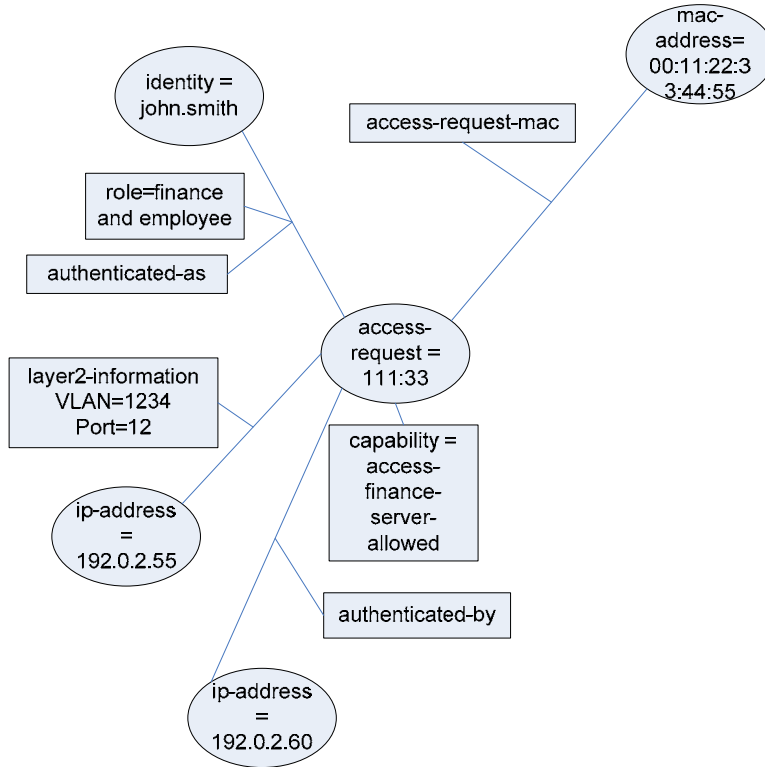 mac-
address=
00:11:22:3
3:44:55
identity =
john.smith
access-request-mac
role=finance
and employee
authenticated-as
access-
request =
111:33
layer2-information
VLAN=1234
Port=12
capability =
access-
finance-
server-
allowed
ip-address
=
192.0.2.55
authenticated-by
ip-address
=
192.0.2.60